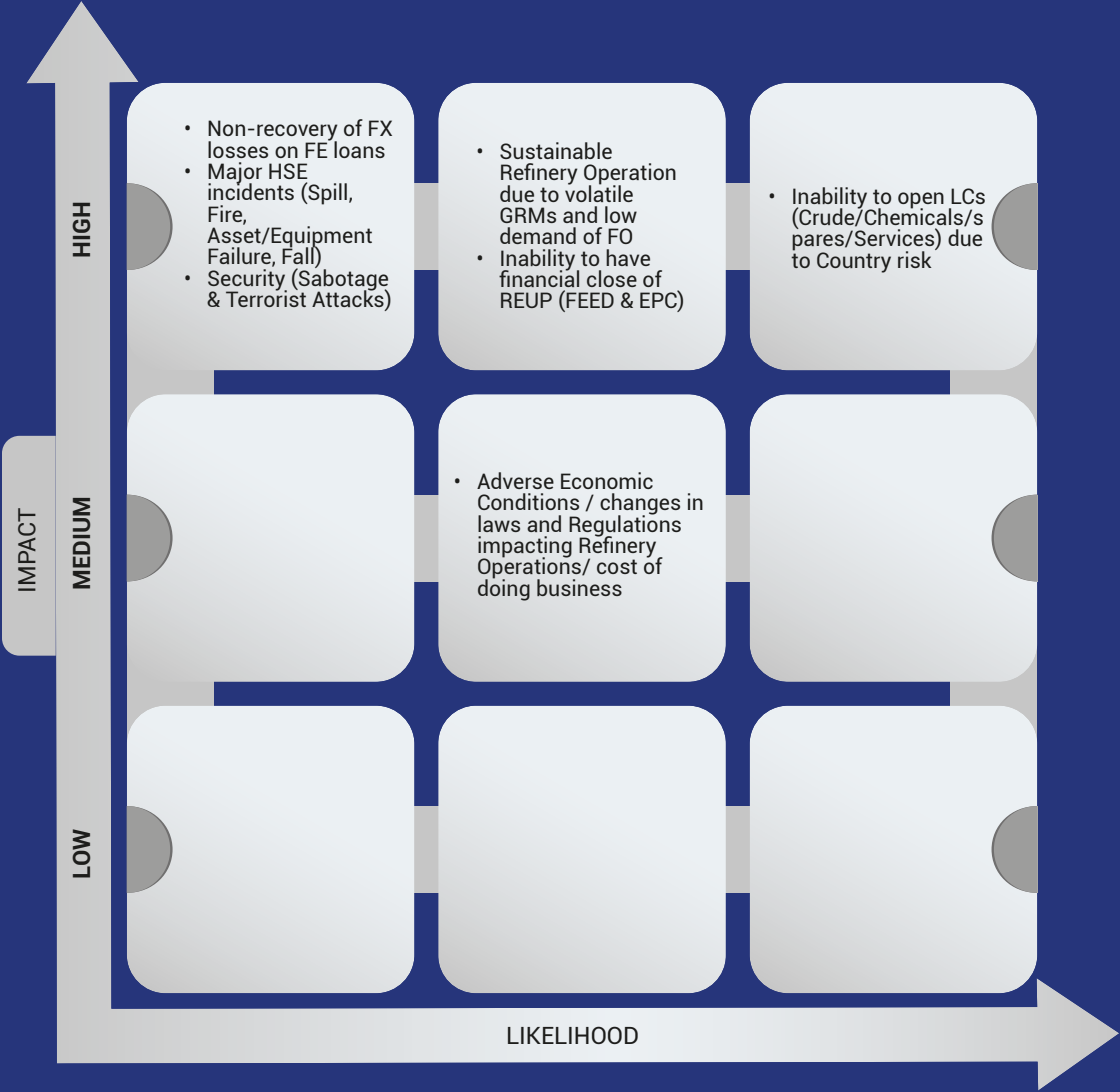 HIGH
• Non-recovery of FX
losses on FE loans
• Major HSE
incidents (Spill,
Fire,
Asset/Equipment
Failure, Fall)
• Security (Sabotage
& Terrorist Attacks)
• Sustainable
Refinery Operation
due to volatile
GRMs and low
demand of FO
• Inability to have
financial close of
REUP (FEED & EPC)
• Inability to open LCs
(Crude/Chemicals/s
pares/Services) due
to Country risk
IMPACT
MEDIUM
• Adverse Economic
Conditions / changes in
laws and Regulations
impacting Refinery
Operations/ cost of
doing business
LOW
LIKELIHOOD